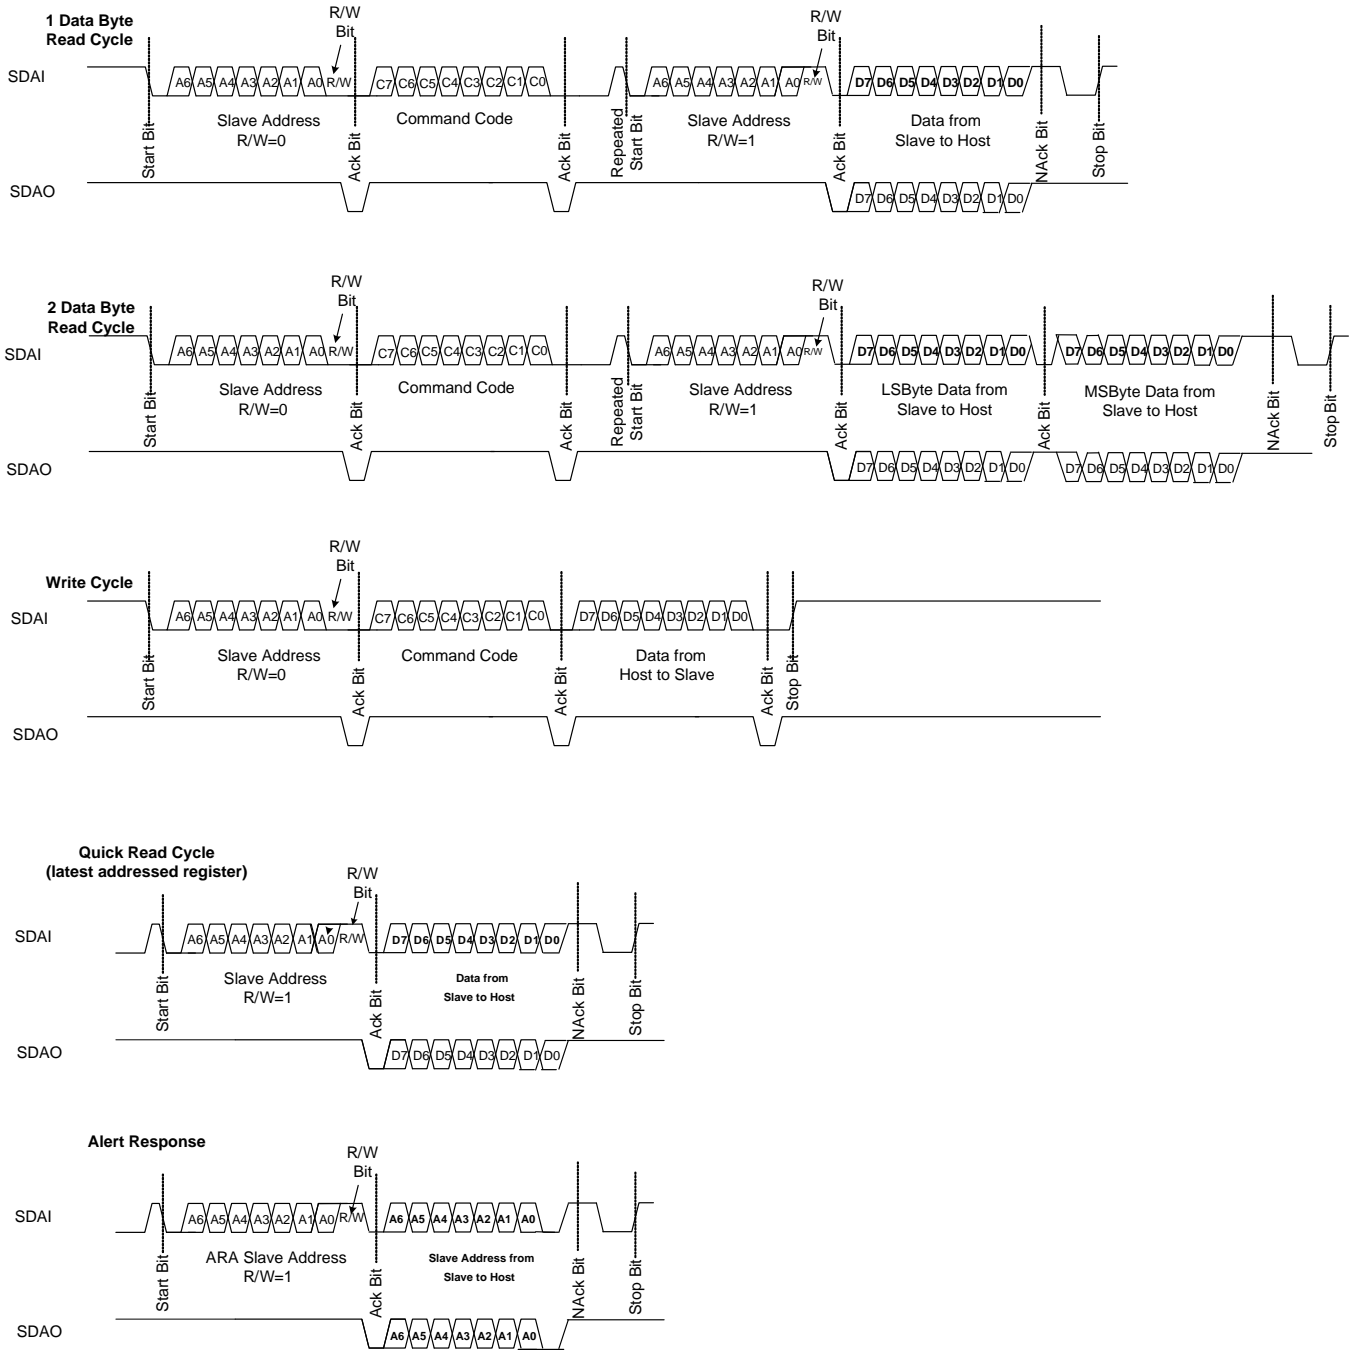 1 Data Byte
Read Cycle
R/W
Bit
R/W
Bit
SDAI
A6 A5 A4 A3 A2 A1 A0 R/W C7 C6 C5 C4 C3 C2 C1 C0 A6 A5 A4 A3 A2 A1 A0 R/W D7 D6 D5 D4 D3 D2 D1 D0
Start Bit
Slave Address
R/W=0
Ack Bit
Command Code
Ack Bit
Repeated
Start Bit
Slave Address
R/W=1
Ack Bit
Data from
Slave to Host
NAck Bit
Stop Bit
SDAO
D7 D6 D5 D4 D3 D2 D1 D0
2 Data Byte
Read Cycle
R/W
Bit
R/W
Bit
SDAI
A6 A5 A4 A3 A2 A1 A0 R/W C7 C6 C5 C4 C3 C2 C1 C0 A6 A5 A4 A3 A2 A1 A0 R/W D7 D6 D5 D4 D3 D2 D1 D0 D7 D6 D5 D4 D3 D2 D1 D0
Start Bit
Slave Address
R/W=0
Ack Bit
Command Code
Ack Bit
Repeated
Start Bit
Slave Address
R/W=1
Ack Bit
LSByte Data from
Slave to Host
Ack Bit
MSByte Data from
Slave to Host
NAck Bit
Stop Bit
SDAO
D7 D6 D5 D4 D3 D2 D1 D0 D7 D6 D5 D4 D3 D2 D1 D0
Write Cycle
R/W
Bit
SDAI
A6 A5 A4 A3 A2 A1 A0 R/W C7 C6 C5 C4 C3 C2 C1 C0 D7 D6 D5 D4 D3 D2 D1 D0
Start Bit
Slave Address
R/W=0
Ack Bit
Command Code
Ack Bit
Data from
Host to Slave
Ack Bit
Stop Bit
SDAO
Quick Read Cycle
(latest addressed register)
R/W
Bit
SDAI
A6 A5 A4 A3 A2 A1 A0 R/W D7 D6 D5 D4 D3 D2 D1 D0
Start Bit
Slave Address
R/W=1
Ack Bit
Data from
Slave to Host
NAck Bit
Stop Bit
SDAO
D7 D6 D5 D4 D3 D2 D1 D0
Alert Response
R/W
Bit
SDAI
A6 A5 A4 A3 A2 A1 A0 R/W A6 A5 A4 A3 A2 A1 A0
Start Bit
ARA Slave Address
R/W=1
Ack Bit
Slave Address from
Slave to Host
NAck Bit
Stop Bit
SDAO
A6 A5 A4 A3 A2 A1 A0